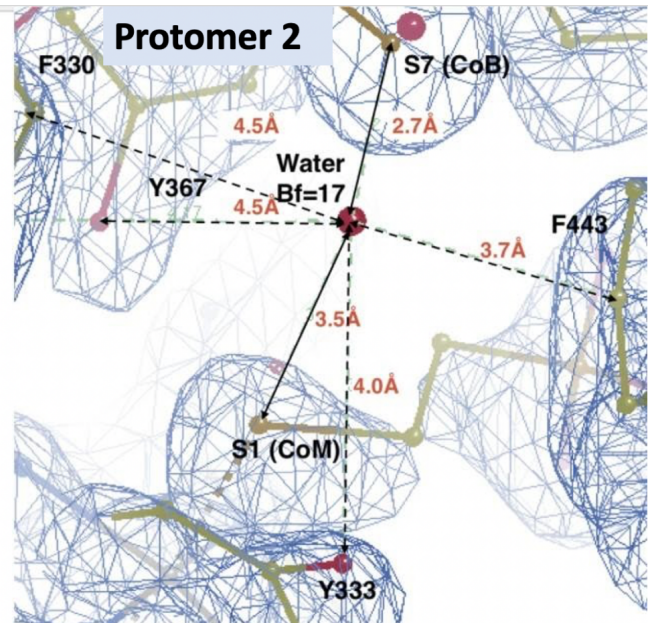 Protomer 2
F330
S7 (CoB)
4.5Å
2.7Å
Water
Bf=17
Y367
4.5Å
F443
3.7Å
3.5Å
4.0Å
S1 (CoM)
Y333